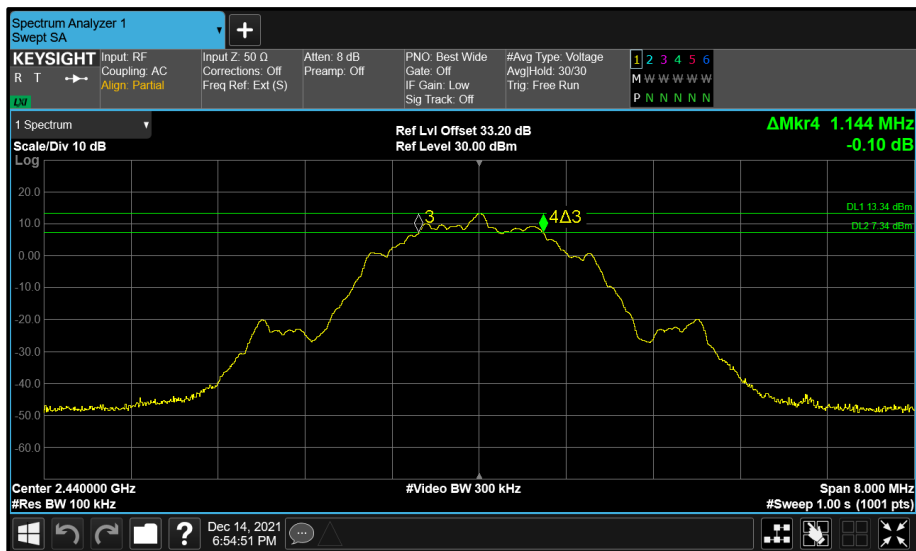 Spectrum Analyzer 1
Swept SA
+
KEYSIGHT
R T
LXI
Input: RF
Coupling: AC
Align: Partial
Input Z: 50 Ω
Corrections: Off
Freq Ref: Ext (S)
Atten: 8 dB
Preamp: Off
PNO: Best Wide
Gate: Off
IF Gain: Low
Sig Track: Off
#Avg Type: Voltage
Avg|Hold: 30/30
Trig: Free Run
1 2 3 4 5 6
M W W W W W
P N N N N N
1 Spectrum
Scale/Div 10 dB
Log
Ref Lvl Offset 33.20 dB
Ref Level 30.00 dBm
ΔMkr4 1.144 MHz
-0.10 dB
20.0
10.0
0.00
-10.0
-20.0
-30.0
-40.0
-50.0
-60.0
3
4Δ3
DL1 13.34 dBm
DL2 7.34 dBm
Center 2.440000 GHz
#Res BW 100 kHz
#Video BW 300 kHz
Span 8.000 MHz
#Sweep 1.00 s (1001 pts)
?
Dec 14, 2021
6:54:51 PM